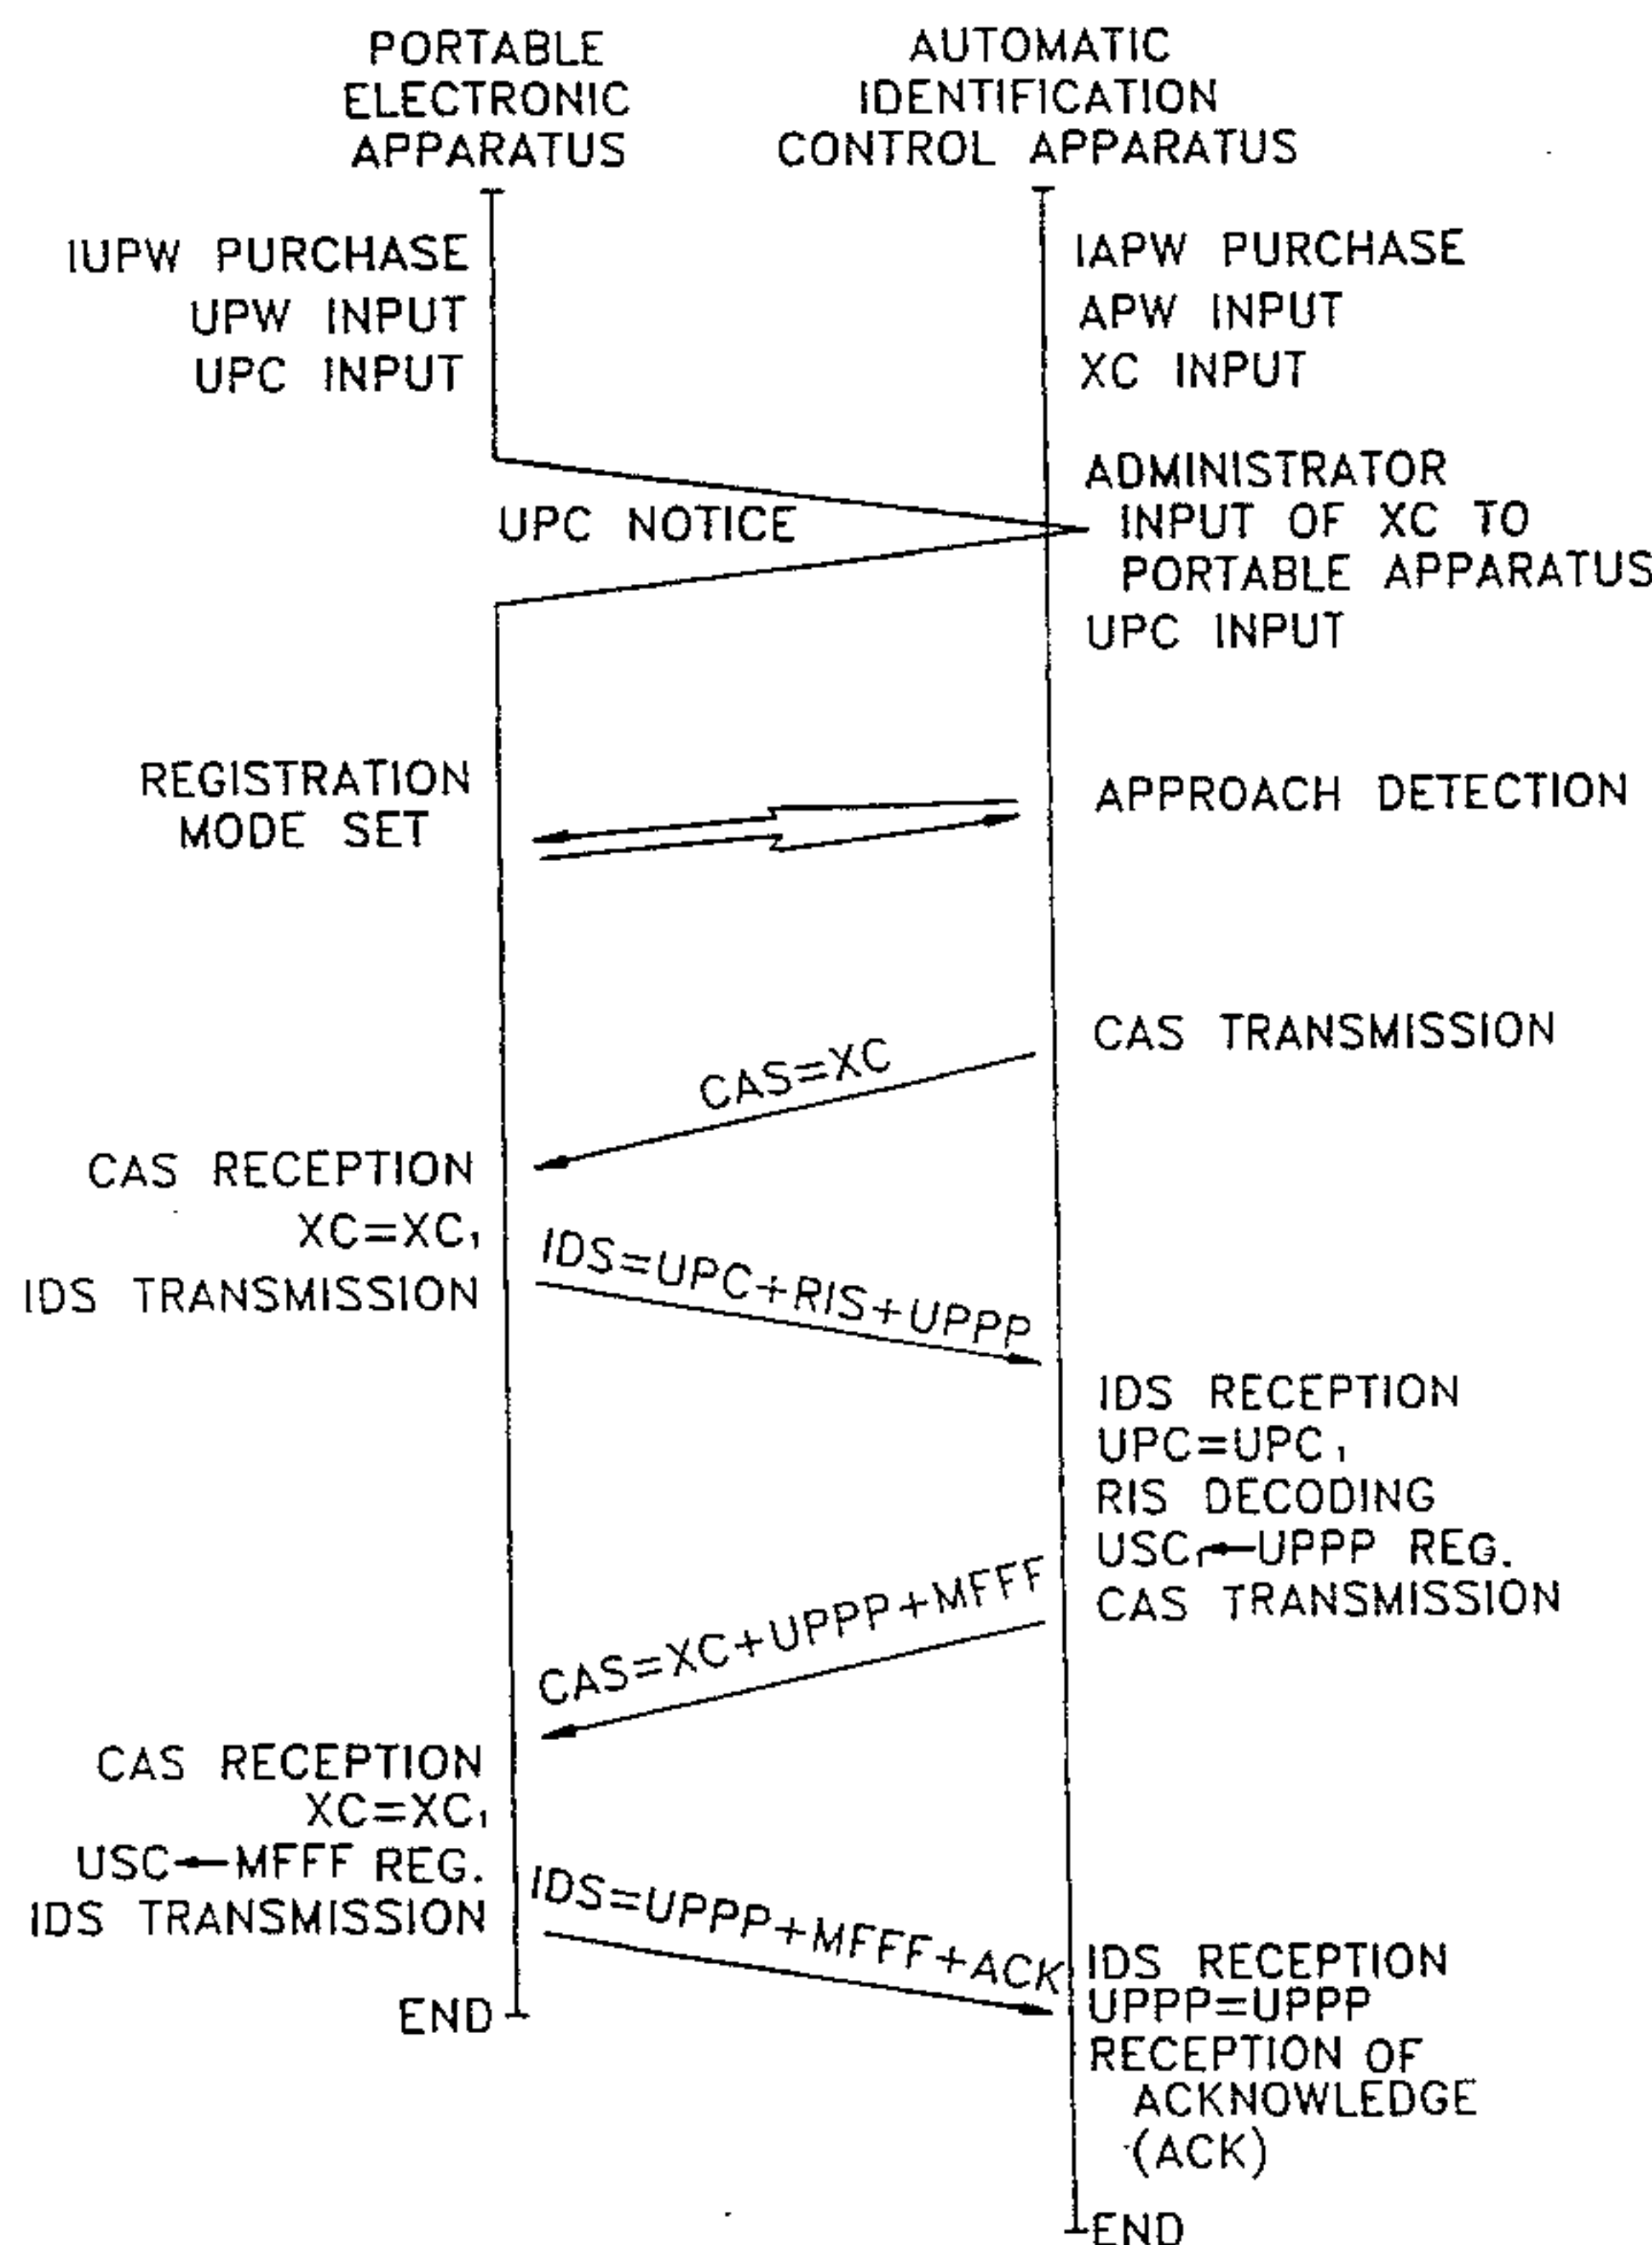 PORTABLE
ELECTRONIC
APPARATUS
AUTOMATIC
IDENTIFICATION
CONTROL APPARATUS
IUPW PURCHASE
UPW INPUT
UPC INPUT
IAPW PURCHASE
APW INPUT
XC INPUT
UPC NOTICE
ADMINISTRATOR
INPUT OF XC TO
PORTABLE APPARATUS
UPC INPUT
REGISTRATION
MODE SET
APPROACH DETECTION
CAS TRANSMISSION
CAS=XC
CAS RECEPTION
XC=XC₁
IDS TRANSMISSION
IDS=UPC+RIS+UPPP
IDS RECEPTION
UPC=UPC₁
RIS DECODING
USC₁←UPPP REG.
CAS TRANSMISSION
CAS=XC+UPPP+MFFF
CAS RECEPTION
XC=XC₁
USC←MFFF REG.
IDS TRANSMISSION
IDS=UPPP+MFFF+ACK
END
IDS RECEPTION
UPPP=UPPP
RECEPTION OF
ACKNOWLEDGE
(ACK)
END